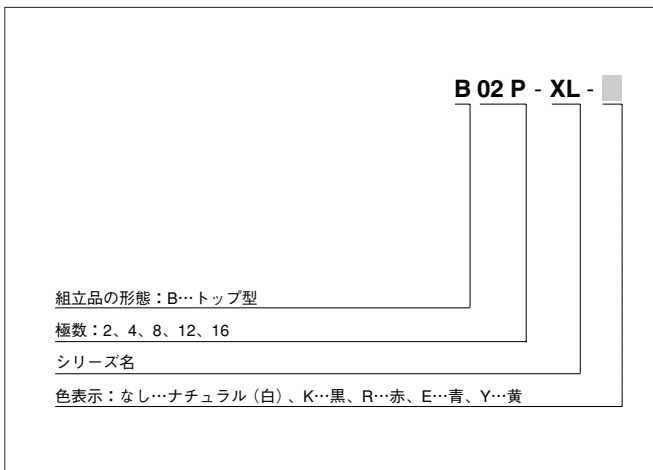 B 02 P - XL -
組立品の形態：B…トップ型
極数：2、4、8、12、16
シリーズ名
色表示：なし…ナチュラル（白）、K…黒、R…赤、E…青、Y…黄